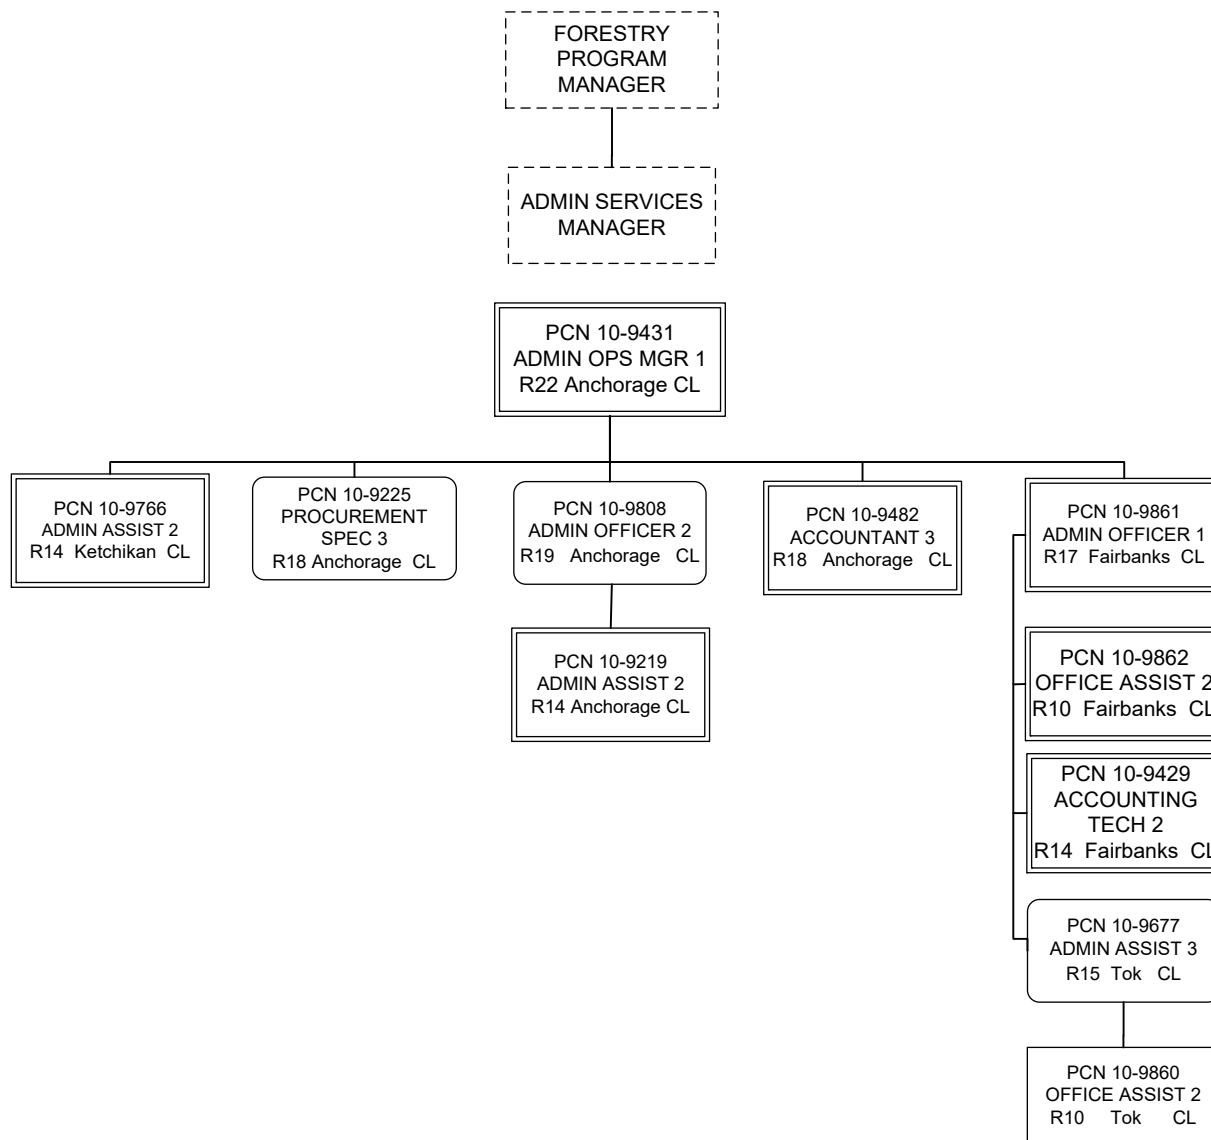 FORESTRY
PROGRAM
MANAGER
ADMIN SERVICES
MANAGER
PCN 10-9431
ADMIN OPS MGR 1
R22 Anchorage CL
PCN 10-9766
ADMIN ASSIST 2
R14 Ketchikan CL
PCN 10-9225
PROCUREMENT
SPEC 3
R18 Anchorage CL
PCN 10-9808
ADMIN OFFICER 2
R19 Anchorage CL
PCN 10-9482
ACCOUNTANT 3
R18 Anchorage CL
PCN 10-9861
ADMIN OFFICER 1
R17 Fairbanks CL
PCN 10-9219
ADMIN ASSIST 2
R14 Anchorage CL
PCN 10-9862
OFFICE ASSIST 2
R10 Fairbanks CL
PCN 10-9429
ACCOUNTING
TECH 2
R14 Fairbanks CL
PCN 10-9677
ADMIN ASSIST 3
R15 Tok CL
PCN 10-9860
OFFICE ASSIST 2
R10 Tok CL